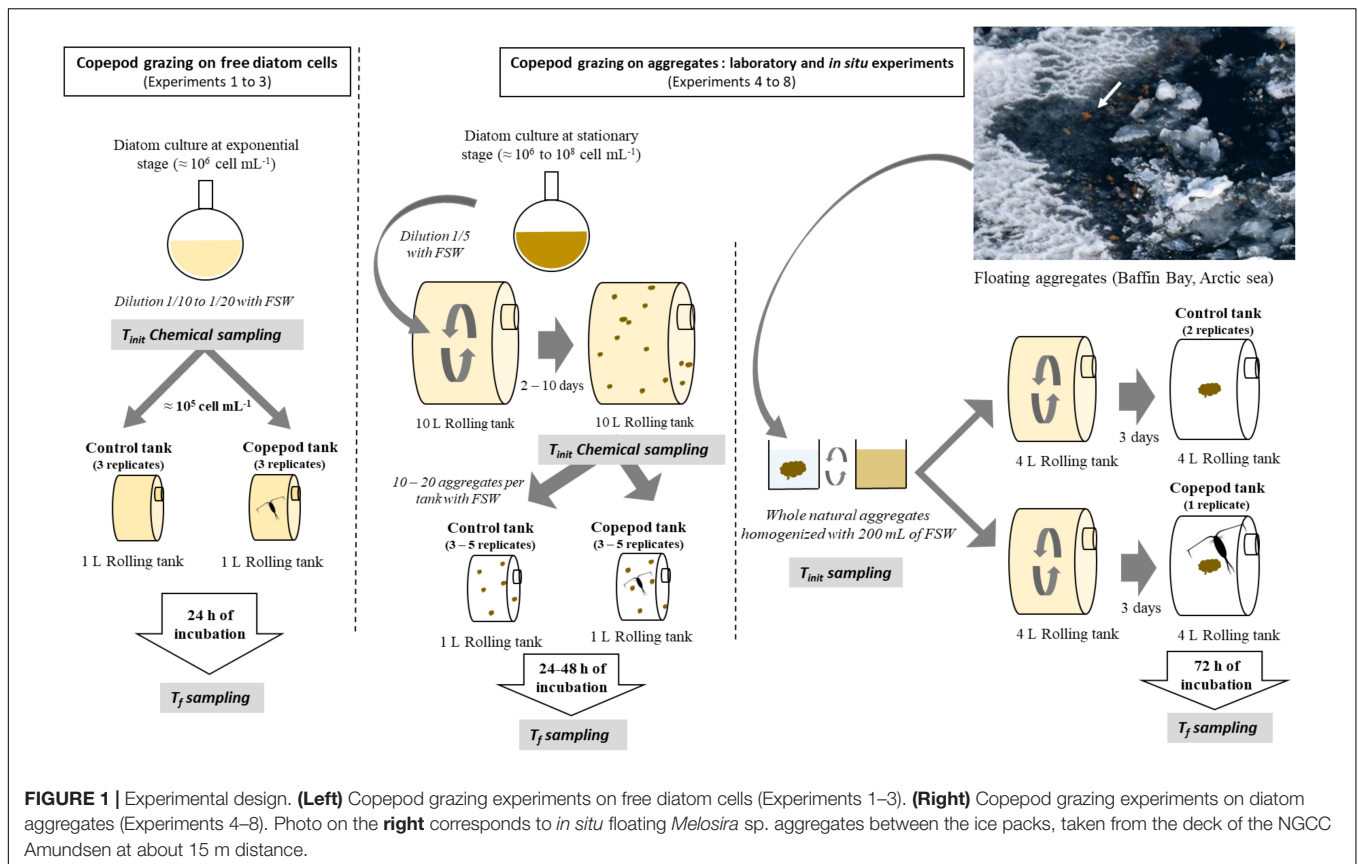 Copepod grazing on free diatom cells
(Experiments 1 to 3)
Diatom culture at exponential
stage (≈ 10⁶ cell mL⁻¹)
Dilution 1/10 to 1/20 with FSW
T_init Chemical sampling
≈ 10⁵ cell mL⁻¹
Control tank
(3 replicates)
1 L Rolling tank
Copepod tank
(3 replicates)
1 L Rolling tank
24 h of
incubation
T_f sampling
Copepod grazing on aggregates : laboratory and in situ experiments
(Experiments 4 to 8)
Diatom culture at stationary
stage (≈ 10⁶ to 10⁸ cell mL⁻¹)
Dilution 1/5
with FSW
10 L Rolling tank
2 – 10 days
10 L Rolling tank
T_init Chemical sampling
10 – 20 aggregates per
tank with FSW
Control tank
(3 – 5 replicates)
1 L Rolling tank
Copepod tank
(3 – 5 replicates)
1 L Rolling tank
24-48 h of
incubation
T_f sampling
Floating aggregates (Baffin Bay, Arctic sea)
Whole natural aggregates
homogenized with 200 mL of FSW
T_init sampling
4 L Rolling tank
3 days
Control tank
(2 replicates)
4 L Rolling tank
4 L Rolling tank
3 days
Copepod tank
(1 replicate)
4 L Rolling tank
72 h of
incubation
T_f sampling
FIGURE 1 | Experimental design. (Left) Copepod grazing experiments on free diatom cells (Experiments 1–3). (Right) Copepod grazing experiments on diatom
aggregates (Experiments 4–8). Photo on the right corresponds to in situ floating Melosira sp. aggregates between the ice packs, taken from the deck of the NGCC
Amundsen at about 15 m distance.